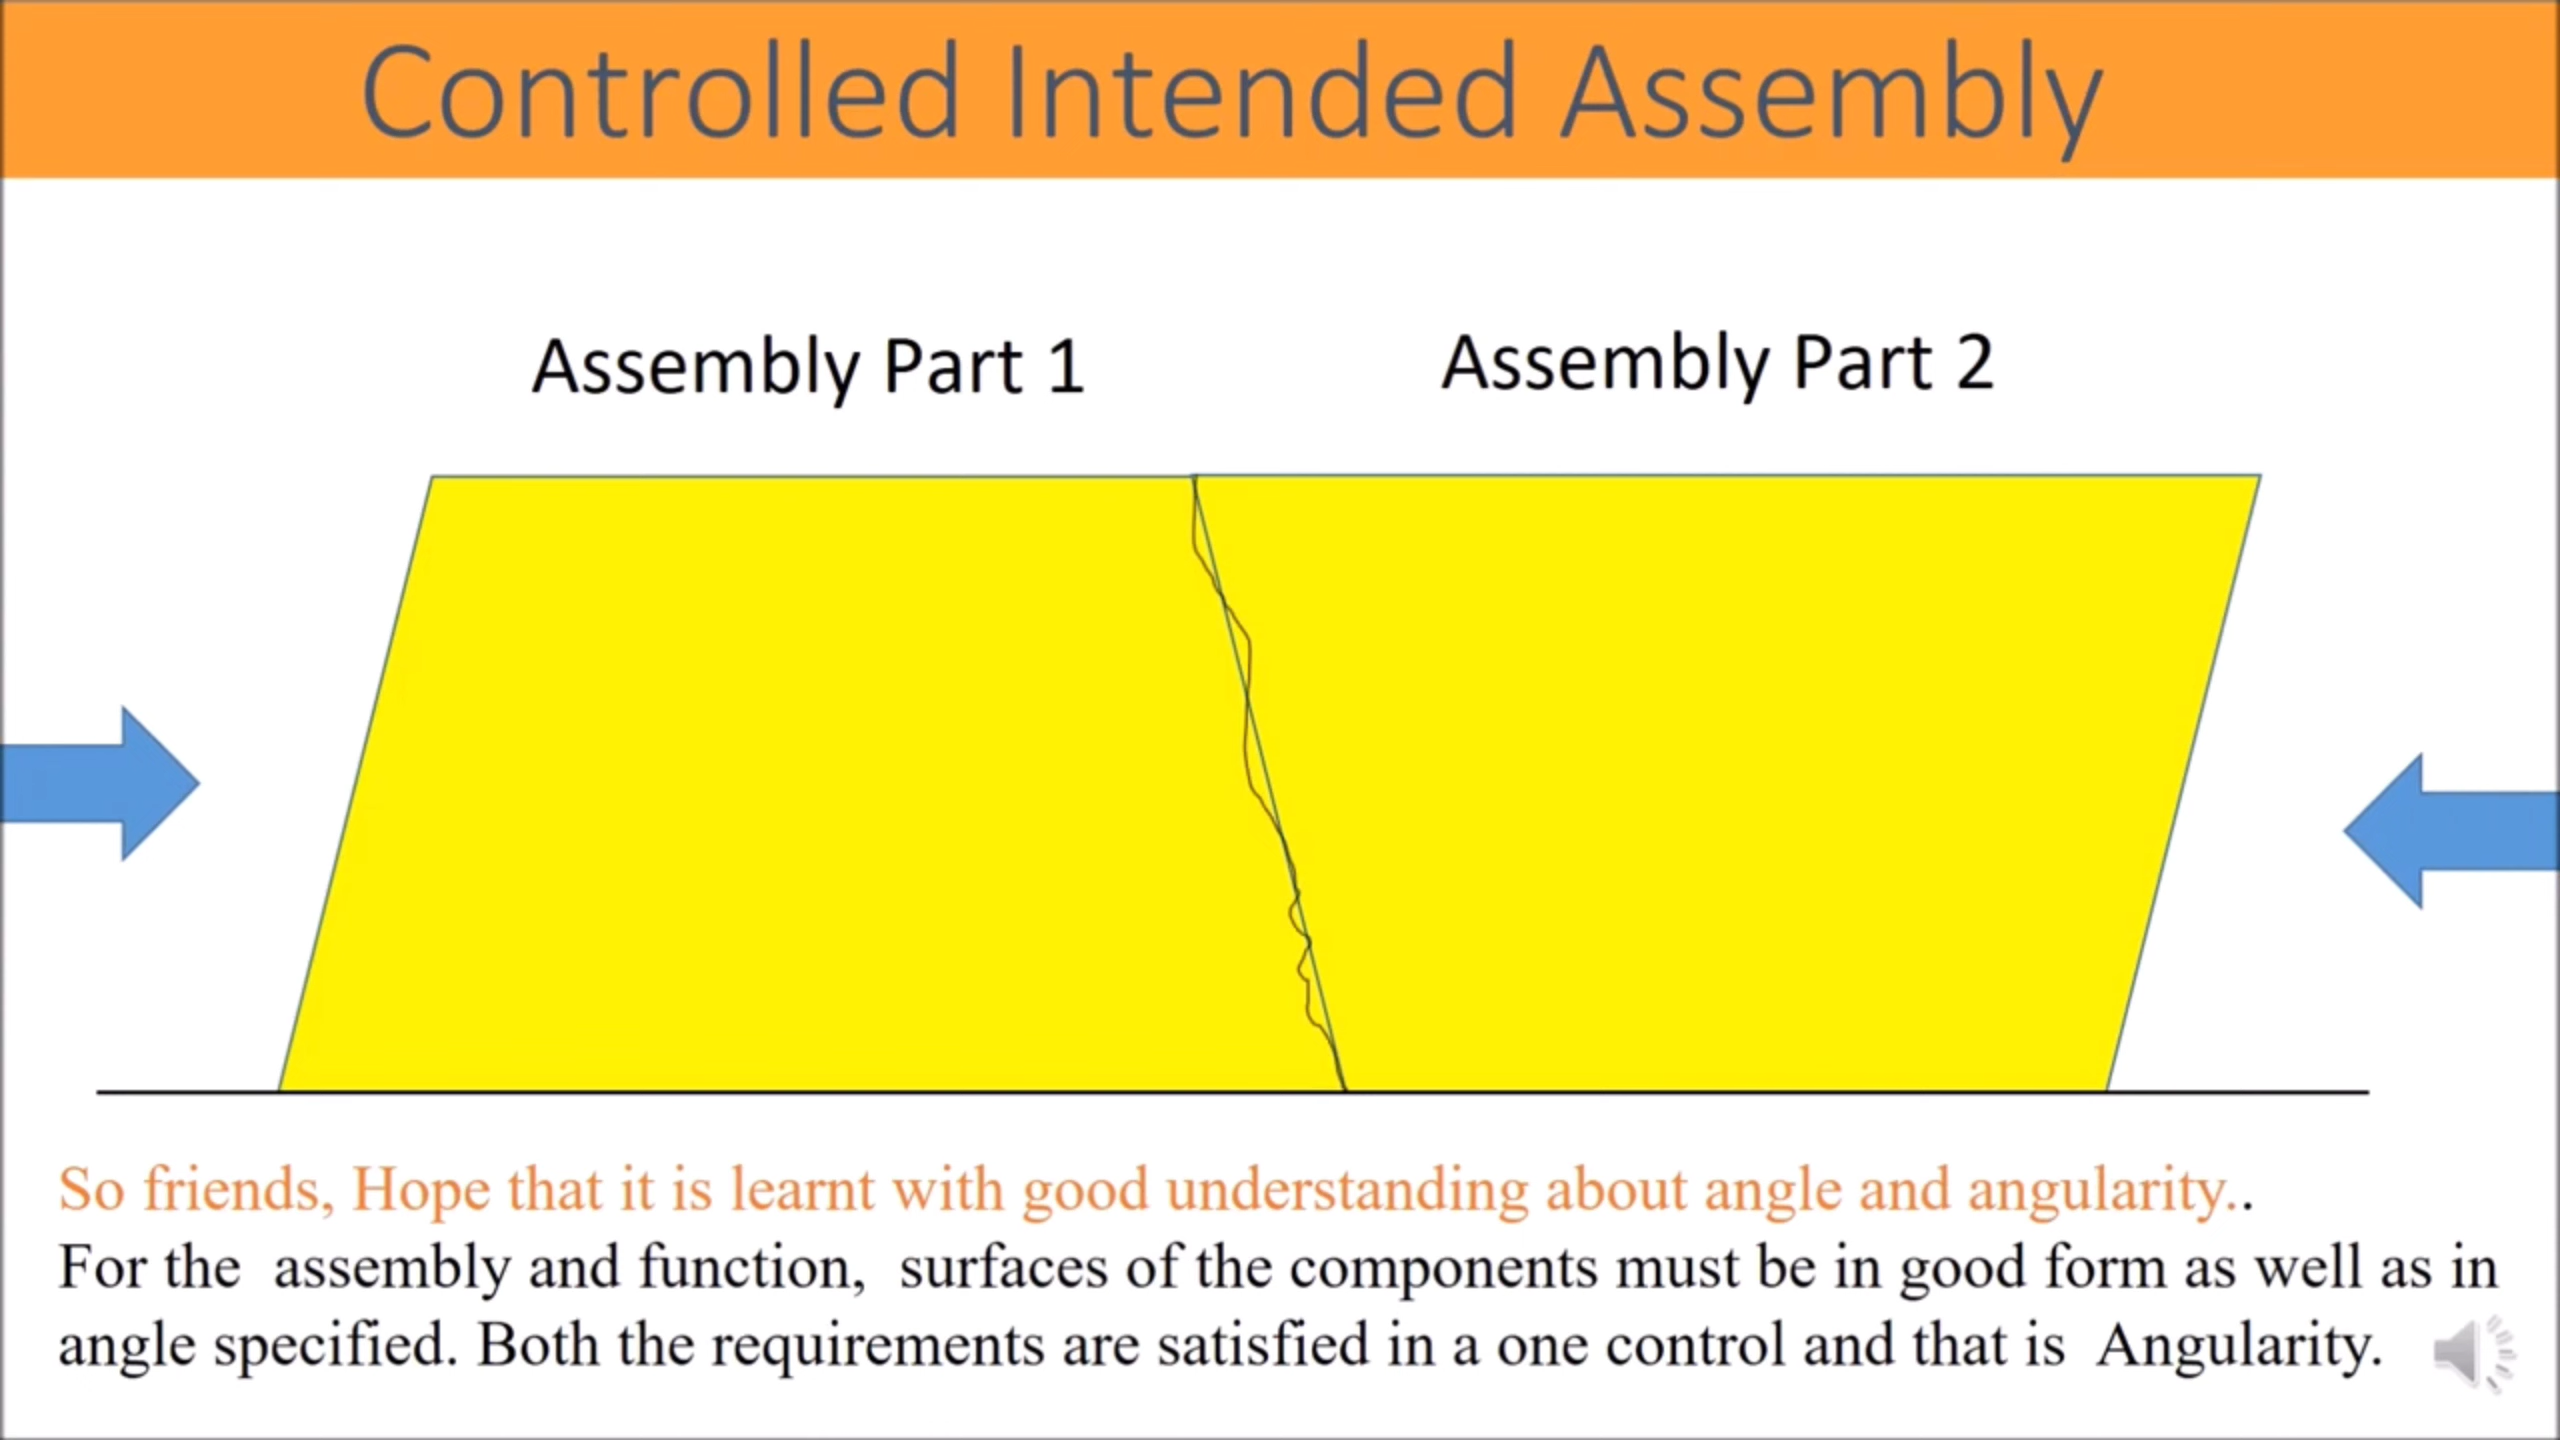 Controlled Intended Assembly
Assembly Part 1
Assembly Part 2
So friends, Hope that it is learnt with good understanding about angle and angularity..
For the assembly and function, surfaces of the components must be in good form as well as in
angle specified. Both the requirements are satisfied in a one control and that is Angularity.